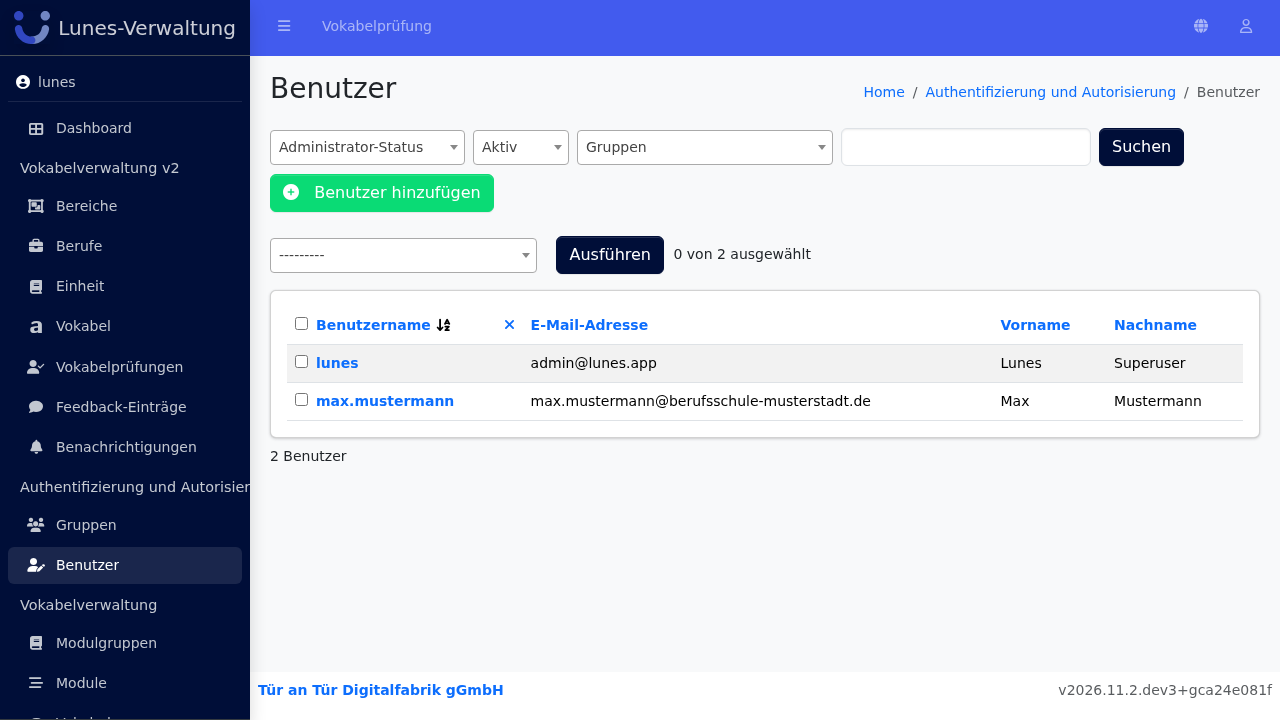 Lunes-Verwaltung
Vokabelprüfung
lunes
Dashboard
Vokabelverwaltung v2
Bereiche
Berufe
Einheit
Vokabel
Vokabelprüfungen
Feedback-Einträge
Benachrichtigungen
Authentifizierung und Autorisier
Gruppen
Benutzer
Vokabelverwaltung
Modulgruppen
Module
Benutzer
Home / Authentifizierung und Autorisierung / Benutzer
Administrator-Status Aktiv Gruppen Suchen
Benutzer hinzufügen
--------- Ausführen 0 von 2 ausgewählt
Benutzername E-Mail-Adresse Vorname Nachname
lunes admin@lunes.app Lunes Superuser
max.mustermann max.mustermann@berufsschule-musterstadt.de Max Mustermann
2 Benutzer
Tür an Tür Digitalfabrik gGmbH
v2026.11.2.dev3+gca24e081f